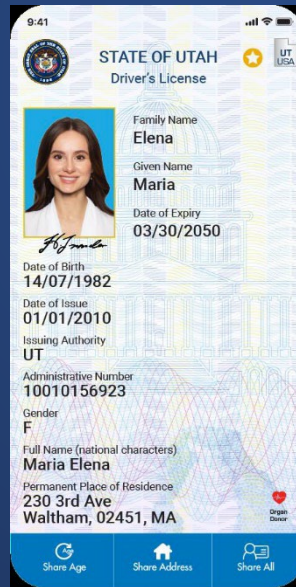 9:41
STATE OF UTAH
Driver's License
UT
USA
Family Name
Elena
Given Name
Maria
Date of Expiry
03/30/2050
Date of Birth
14/07/1982
Date of Issue
01/01/2010
Issuing Authority
UT
Administrative Number
10010156923
Gender
F
Full Name (national characters)
Maria Elena
Permanent Place of Residence
230 3rd Ave
Waltham, 02451, MA
Organ
Donor
Share Age
Share Address
Share All